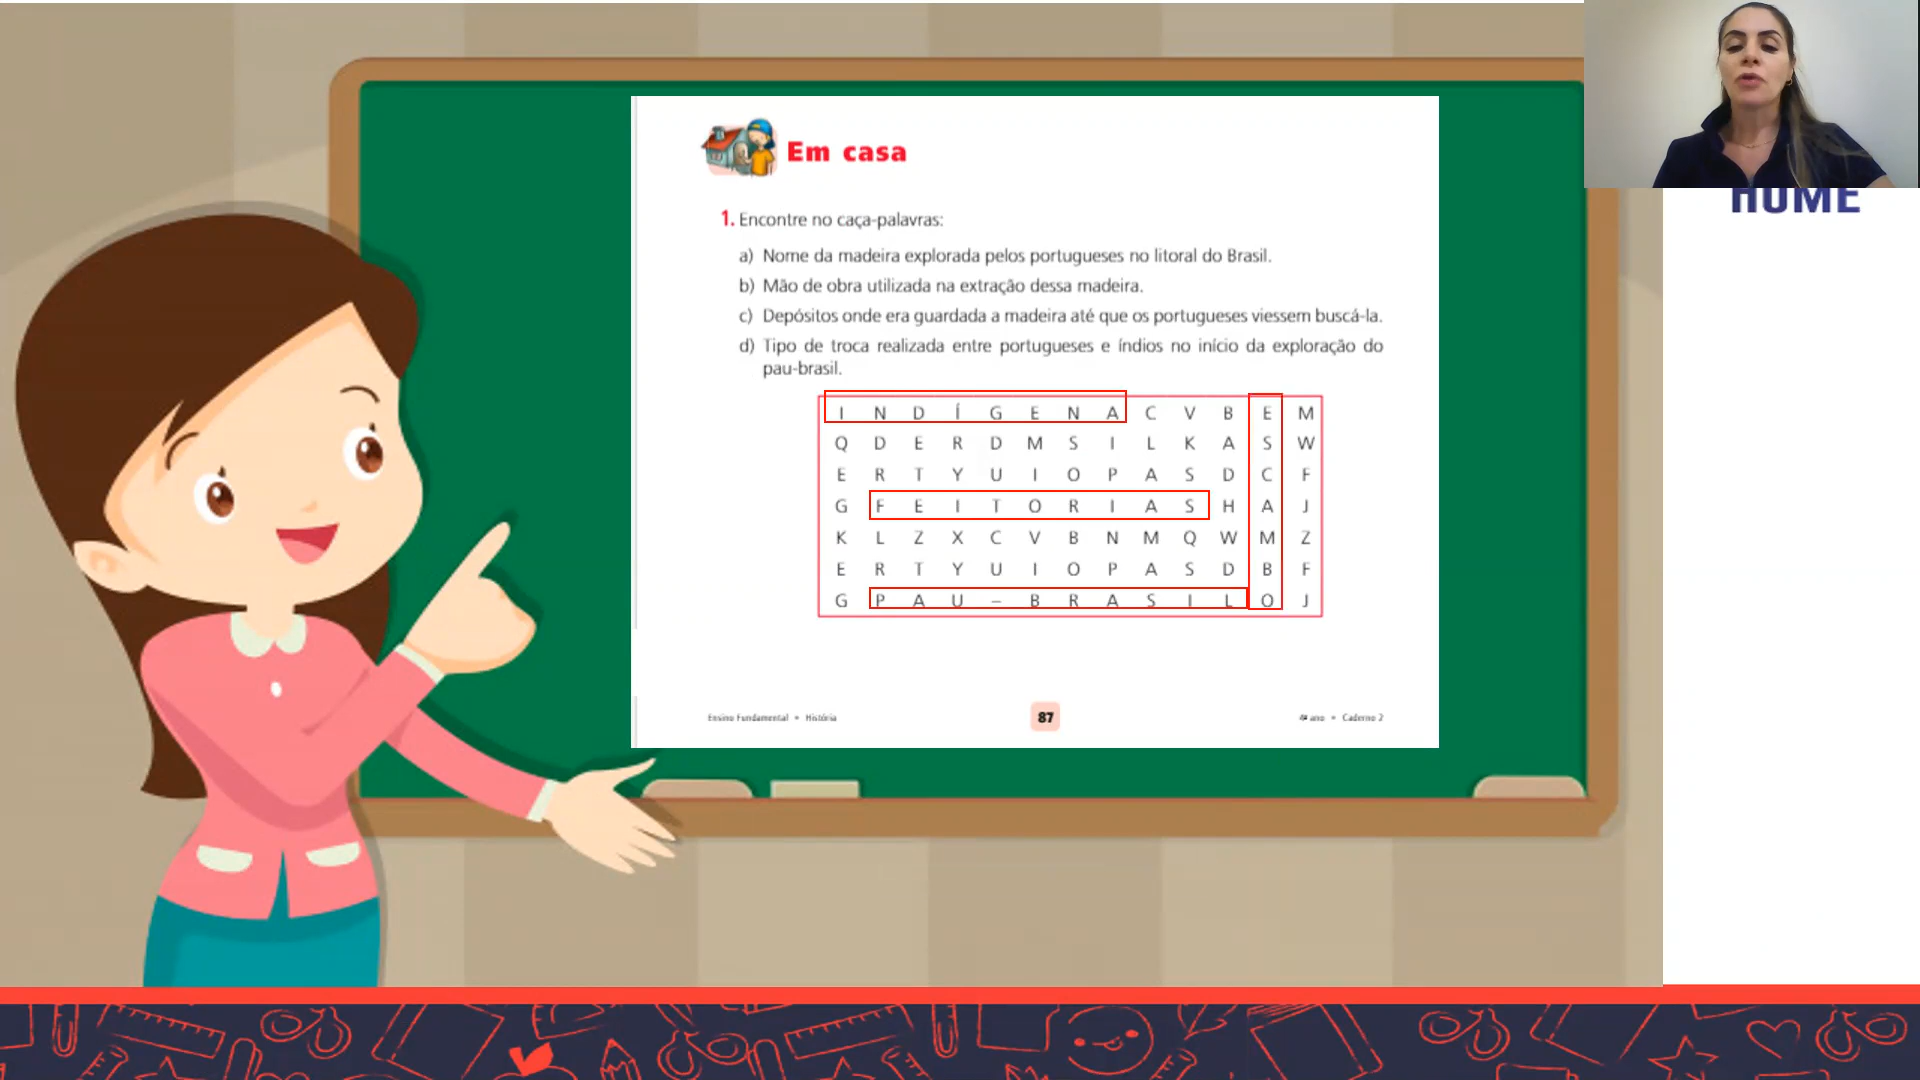 HUME
Em casa
1. Encontre no caça-palavras:
a) Nome da madeira explorada pelos portugueses no litoral do Brasil.
b) Mão de obra utilizada na extração dessa madeira.
c) Depósitos onde era guardada a madeira até que os portugueses viessem buscá-la.
d) Tipo de troca realizada entre portugueses e índios no início da exploração do
pau-brasil.
I N D Í G E N A C V B E M
Q D E R D M S I L K A S W
E R T Y U I O P A S D C F
G F E I T O R I A S H A J
K L Z X C V B N M Q W M Z
E R T Y U I O P A S D B F
G P A U – B R A S I L O J
Ensino Fundamental • História
87
4º ano • Caderno 2